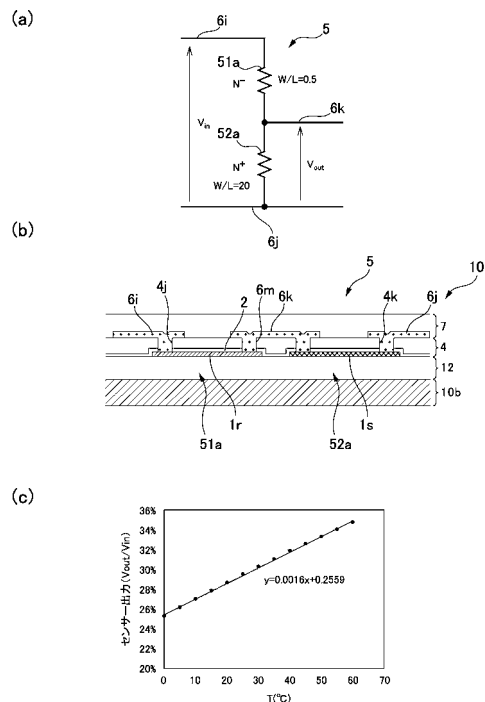 (a)
6i
5
51a
N⁻
W/L=0.5
6k
Vin
52a
N⁺
Vout
W/L=20
6j
(b)
5
10
6i
4j
2
6m
6k
4k
6j
7
4
12
10b
51a
1r
52a
1s
(c)
36%
34%
32%
30%
28%
26%
24%
22%
20%
センサー出力(Vout/Vin)
y=0.0016x+0.2559
0
10
20
30
40
50
60
70
T(℃)